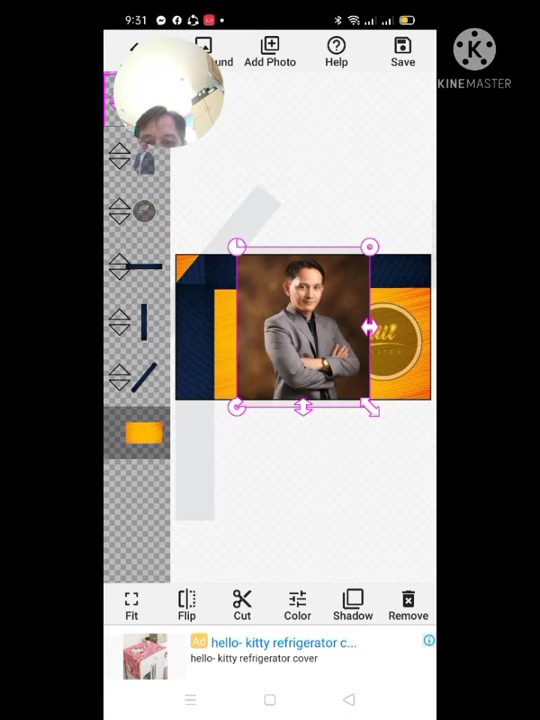 9:31
Add Photo
Help
Save
KINEMASTER
Fit
Flip
Cut
Color
Shadow
Remove
Ad hello- kitty refrigerator c...
hello- kitty refrigerator cover